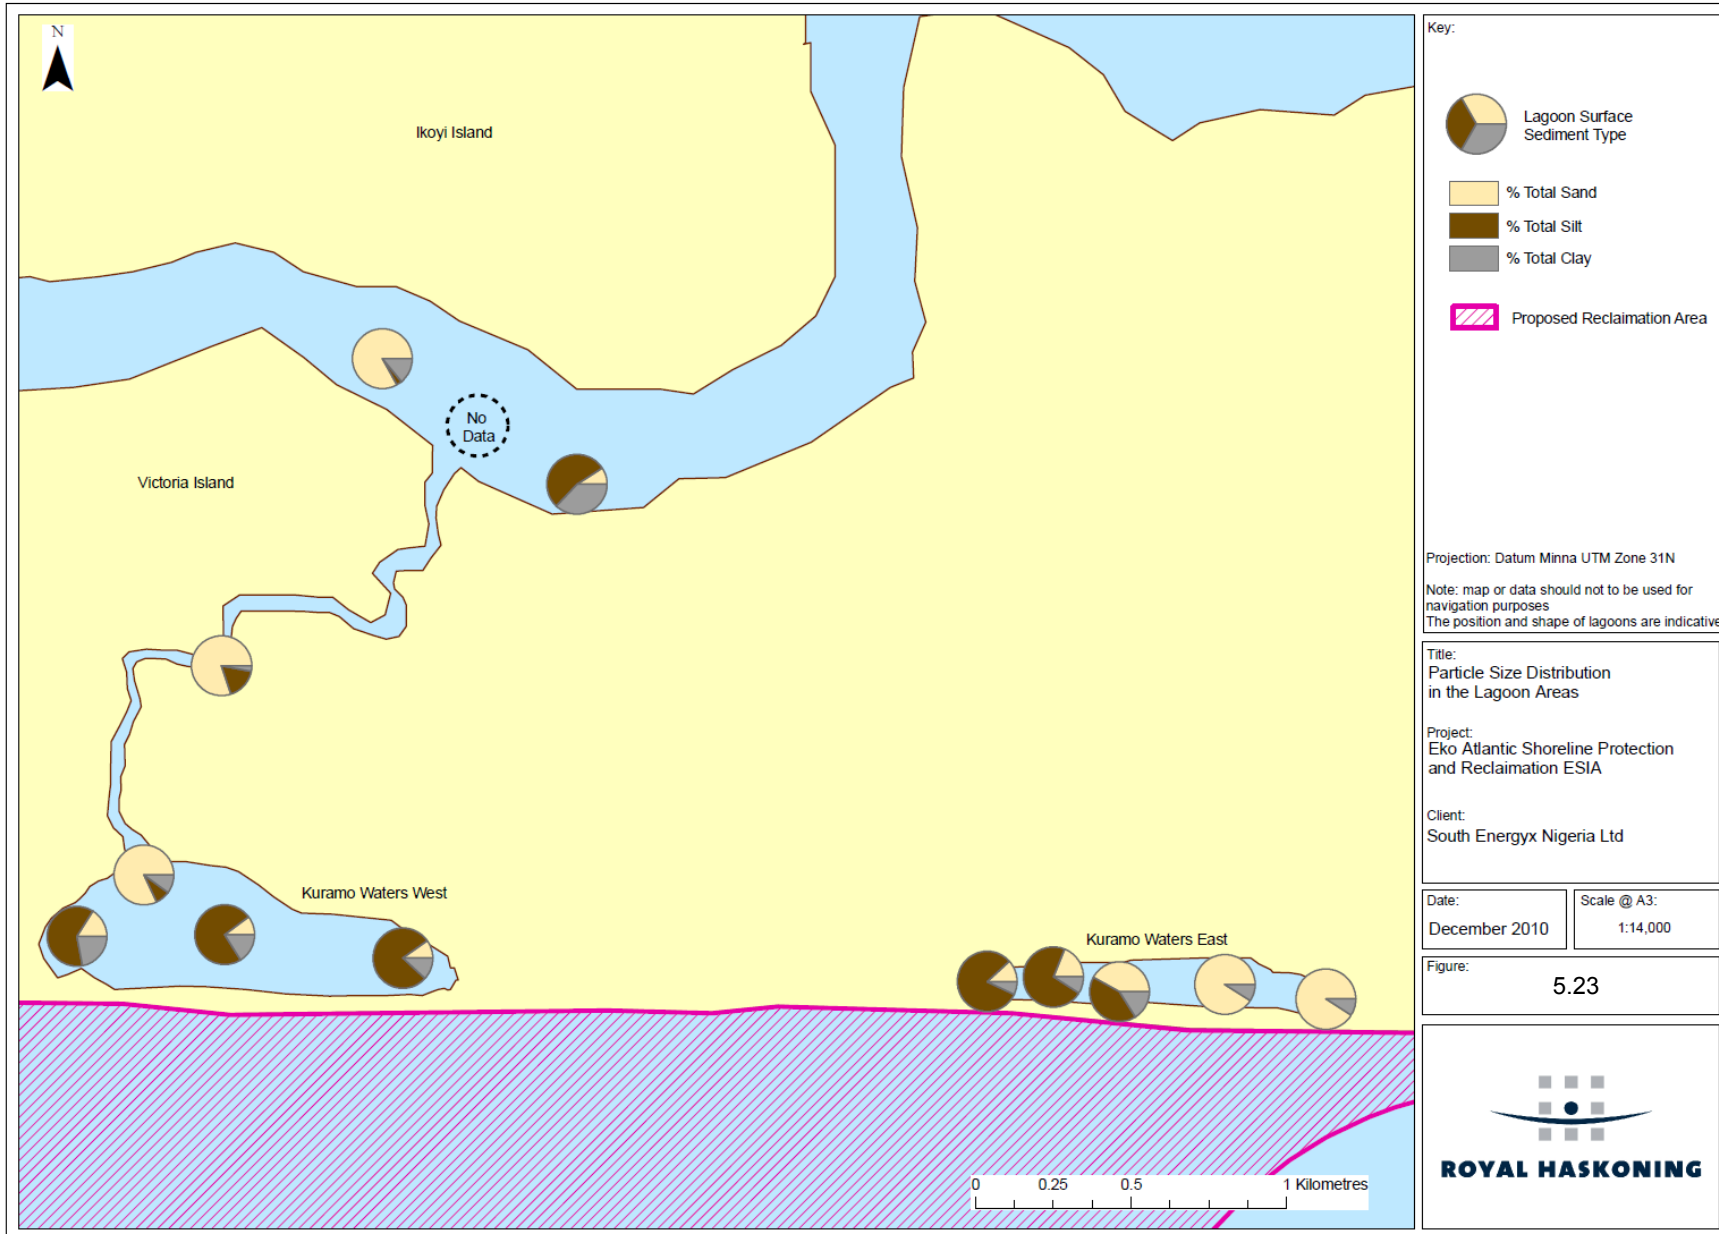 N
Ikoyi Island
No
Data
Victoria Island
Kuramo Waters West
Kuramo Waters East
0 0.25 0.5 1 Kilometres
Key:
Lagoon Surface
Sediment Type
% Total Sand
% Total Silt
% Total Clay
Proposed Reclaimation Area
Projection: Datum Minna UTM Zone 31N
Note: map or data should not to be used for
navigation purposes
The position and shape of lagoons are indicative
Title:
Particle Size Distribution
in the Lagoon Areas
Project:
Eko Atlantic Shoreline Protection
and Reclamation ESIA
Client:
South Energyx Nigeria Ltd
Date:
December 2010
Scale @ A3:
1:14,000
Figure:
5.23
ROYAL HASKONING